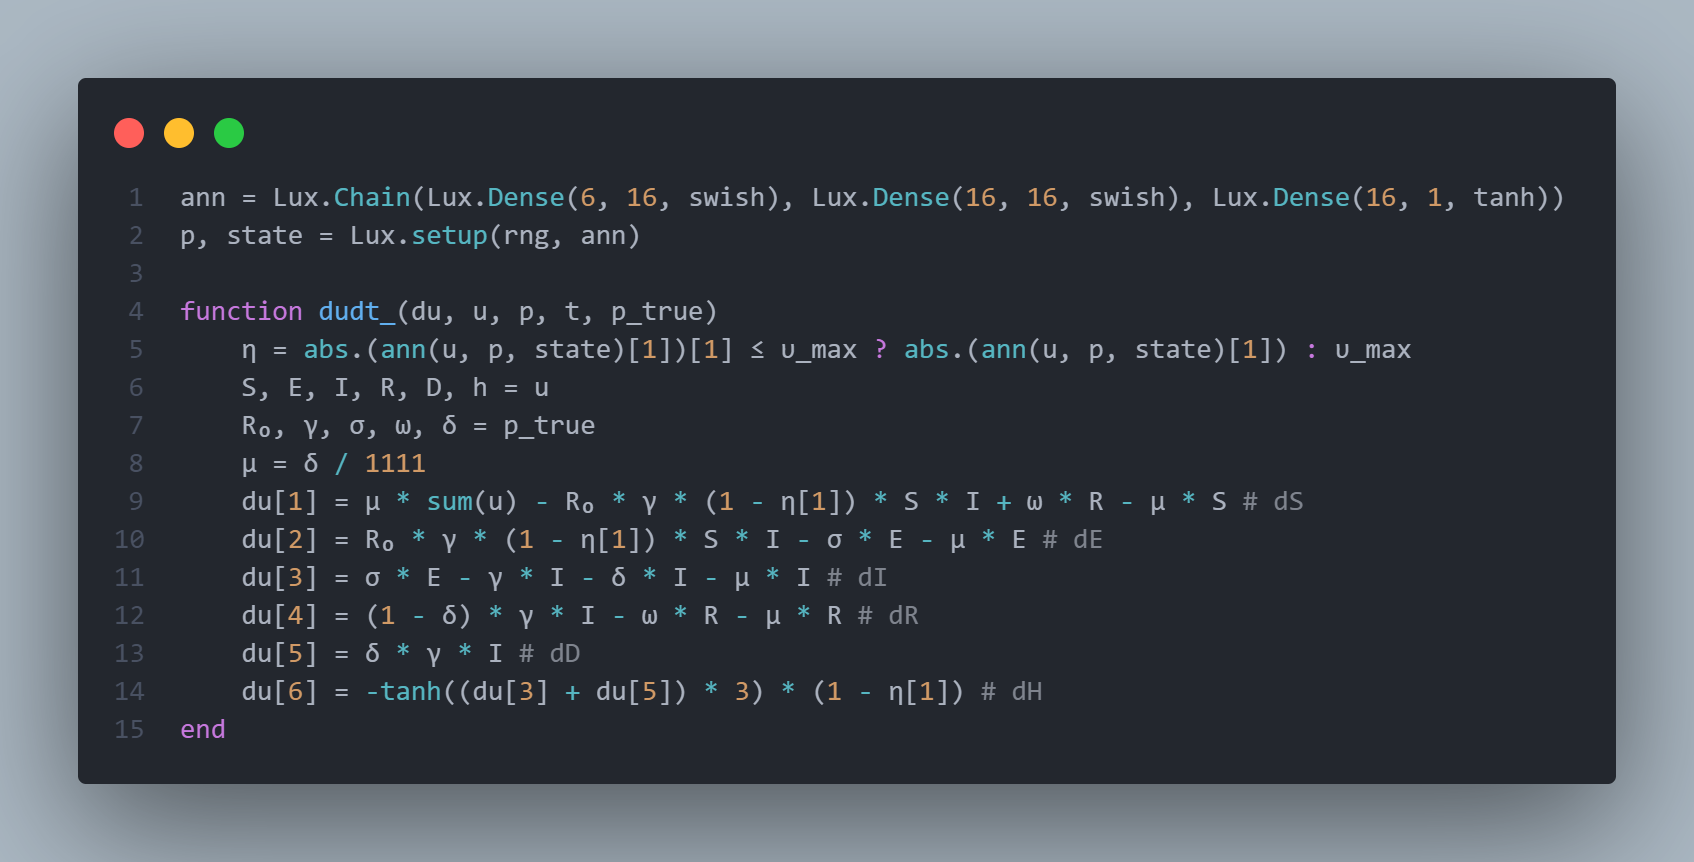 1 ann = Lux.Chain(Lux.Dense(6, 16, swish), Lux.Dense(16, 16, swish), Lux.Dense(16, 1, tanh))
2 p, state = Lux.setup(rng, ann)
3
4 function dudt_(du, u, p, t, p_true)
5     η = abs.(ann(u, p, state)[1])[1] ≤ υ_max ? abs.(ann(u, p, state)[1]) : υ_max
6     S, E, I, R, D, h = u
7     R₀, γ, σ, ω, δ = p_true
8     μ = δ / 1111
9     du[1] = μ * sum(u) - R₀ * γ * (1 - η[1]) * S * I + ω * R - μ * S # dS
10     du[2] = R₀ * γ * (1 - η[1]) * S * I - σ * E - μ * E # dE
11     du[3] = σ * E - γ * I - δ * I - μ * I # dI
12     du[4] = (1 - δ) * γ * I - ω * R - μ * R # dR
13     du[5] = δ * γ * I # dD
14     du[6] = -tanh((du[3] + du[5]) * 3) * (1 - η[1]) # dH
15 end